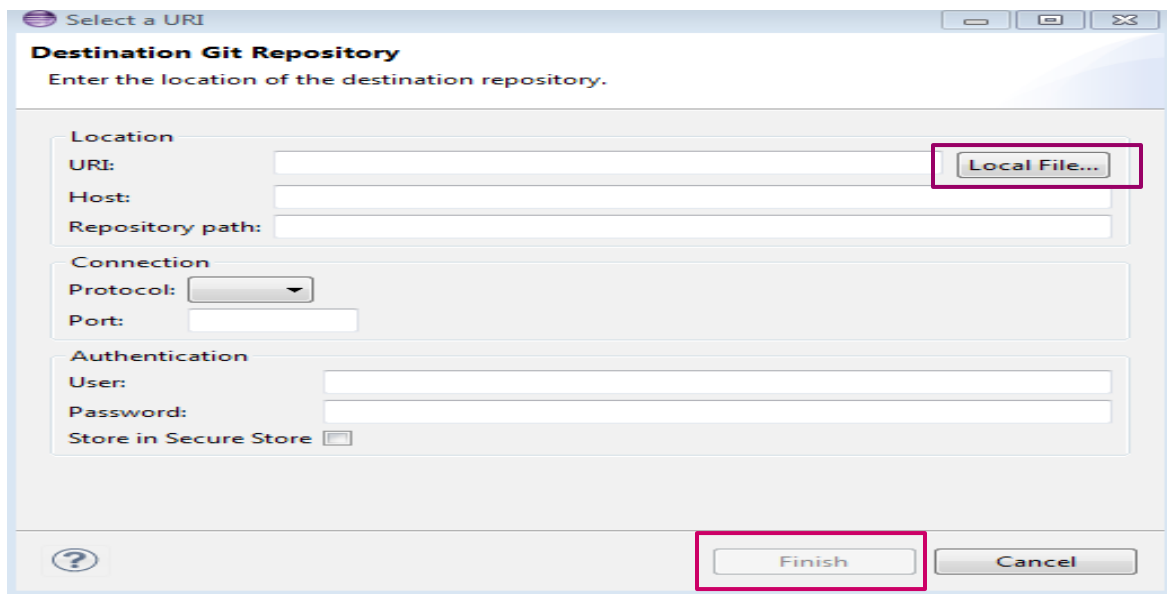 Select a URI
Destination Git Repository
Enter the location of the destination repository.
Location
URI:
Local File...
Host:
Repository path:
Connection
Protocol:
Port:
Authentication
User:
Password:
Store in Secure Store
?
Finish
Cancel